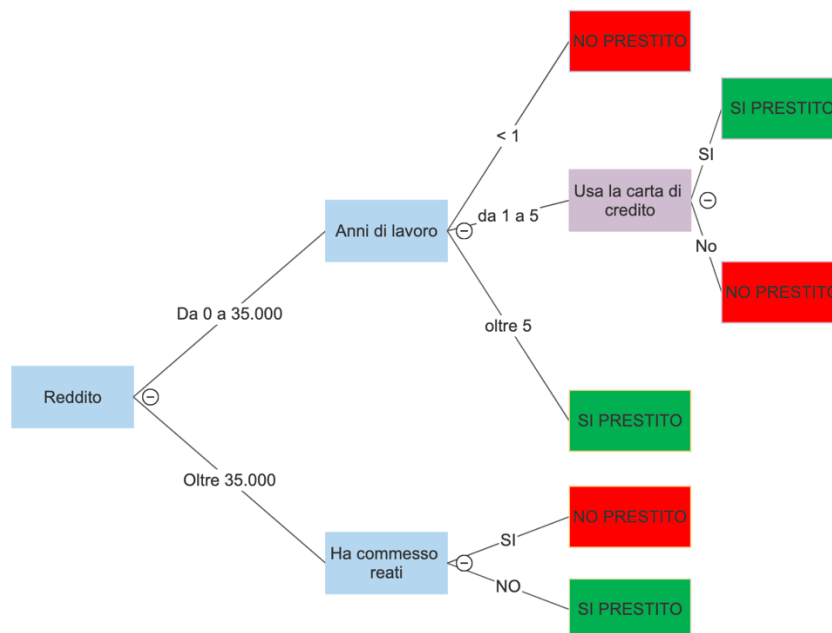 NO PRESTITO
SI PRESTITO
< 1
SI
Usa la carta di
credito
Anni di lavoro
da 1 a 5
No
NO PRESTITO
Da 0 a 35.000
oltre 5
Reddito
SI PRESTITO
Oltre 35.000
NO PRESTITO
SI
Ha commesso
reati
NO
SI PRESTITO